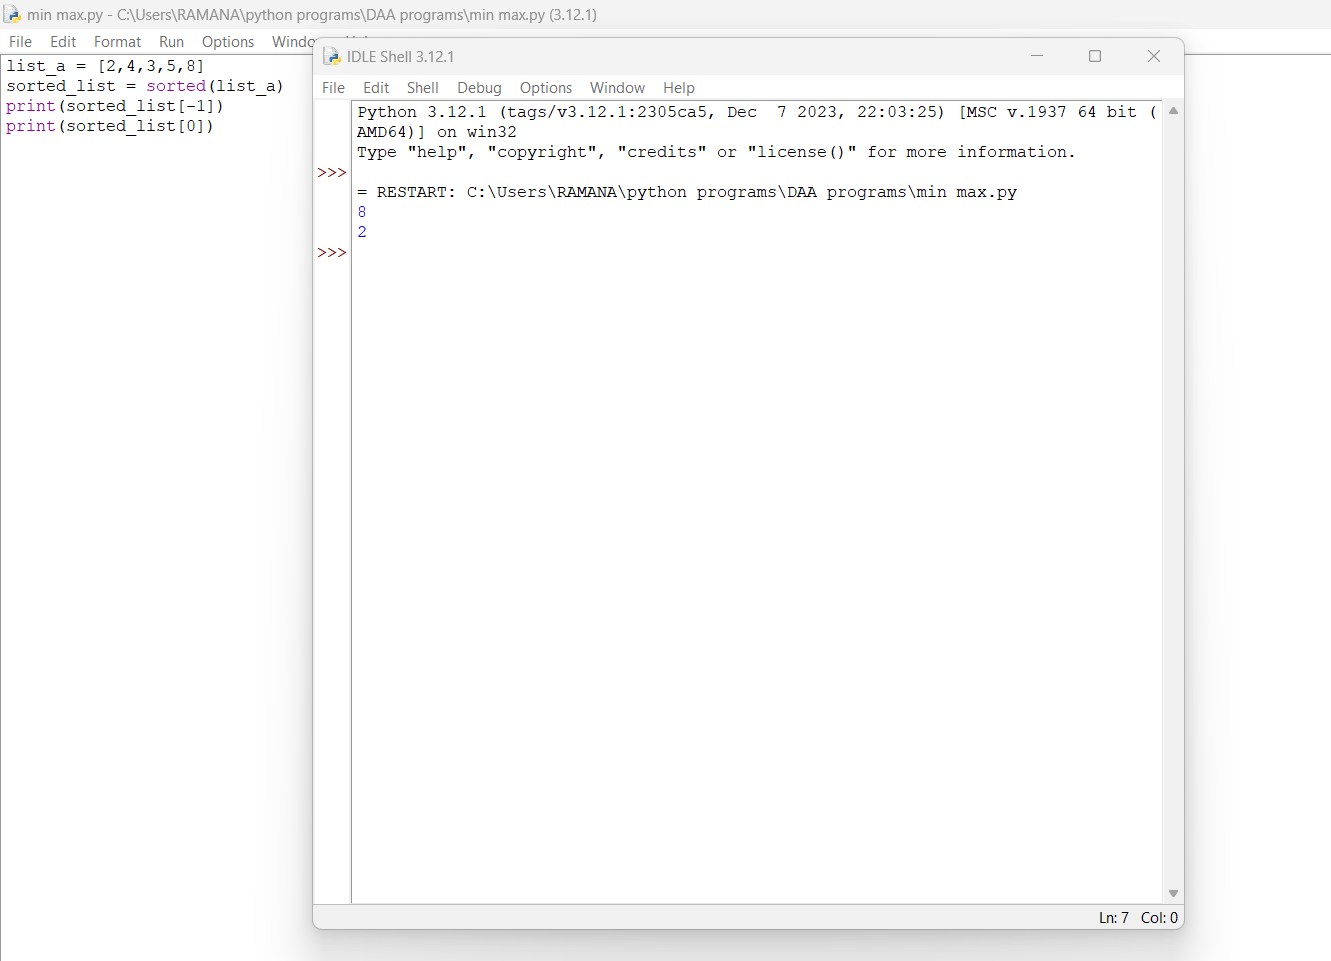 min max.py - C:\Users\RAMANA\python programs\DAA programs\min max.py (3.12.1)
File Edit Format Run Options
list_a = [2,4,3,5,8]
sorted_list = sorted(list_a)
print(sorted_list[-1])
print(sorted_list[0])
IDLE Shell 3.12.1
File Edit Shell Debug Options Window Help
Python 3.12.1 (tags/v3.12.1:2305ca5, Dec  7 2023, 22:03:25) [MSC v.1937 64 bit (
AMD64)] on win32
Type "help", "copyright", "credits" or "license()" for more information.
>>>
= RESTART: C:\Users\RAMANA\python programs\DAA programs\min max.py
8
2
>>>
Ln: 7 Col: 0